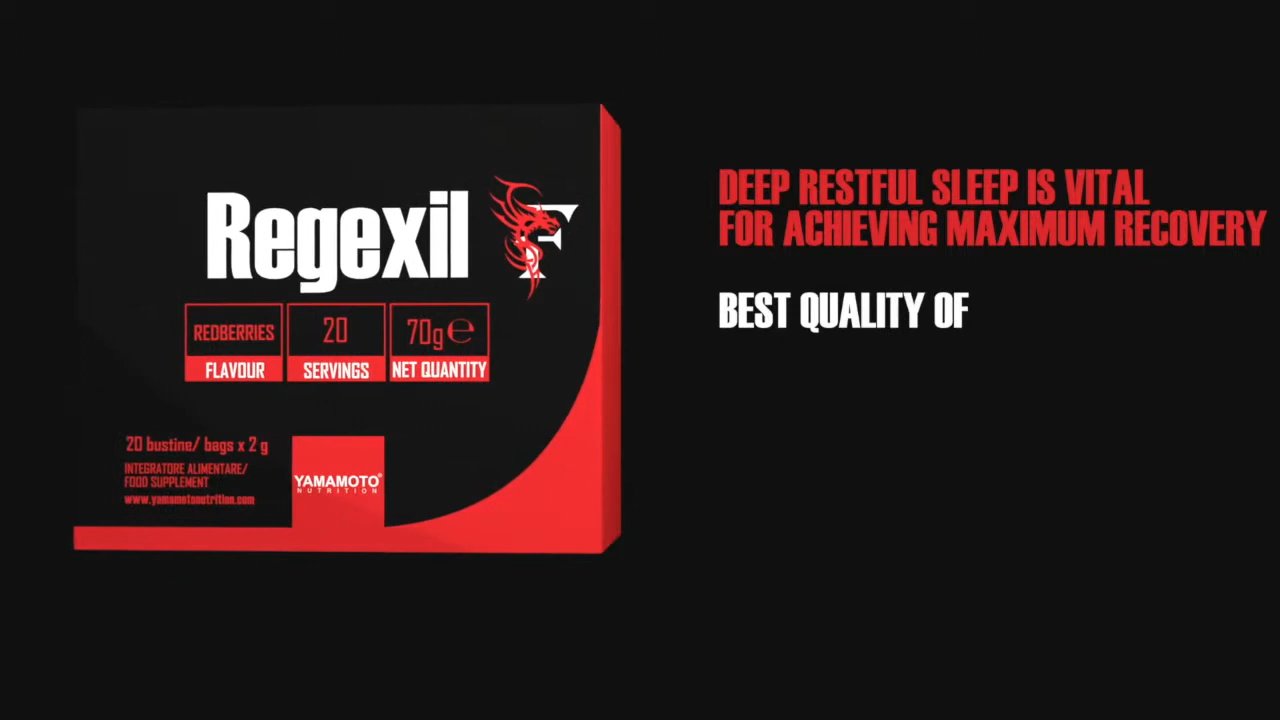 Regexil F
REDBERRIES
FLAVOUR
20
SERVINGS
70g e
NET QUANTITY
20 bustine/ bags x 2 g
INTEGRATORE ALIMENTARE/
FOOD SUPPLEMENT
www.yamamotonutrition.com
YAMAMOTO®
NUTRITION
DEEP RESTFUL SLEEP IS VITAL
FOR ACHIEVING MAXIMUM RECOVERY
BEST QUALITY OF